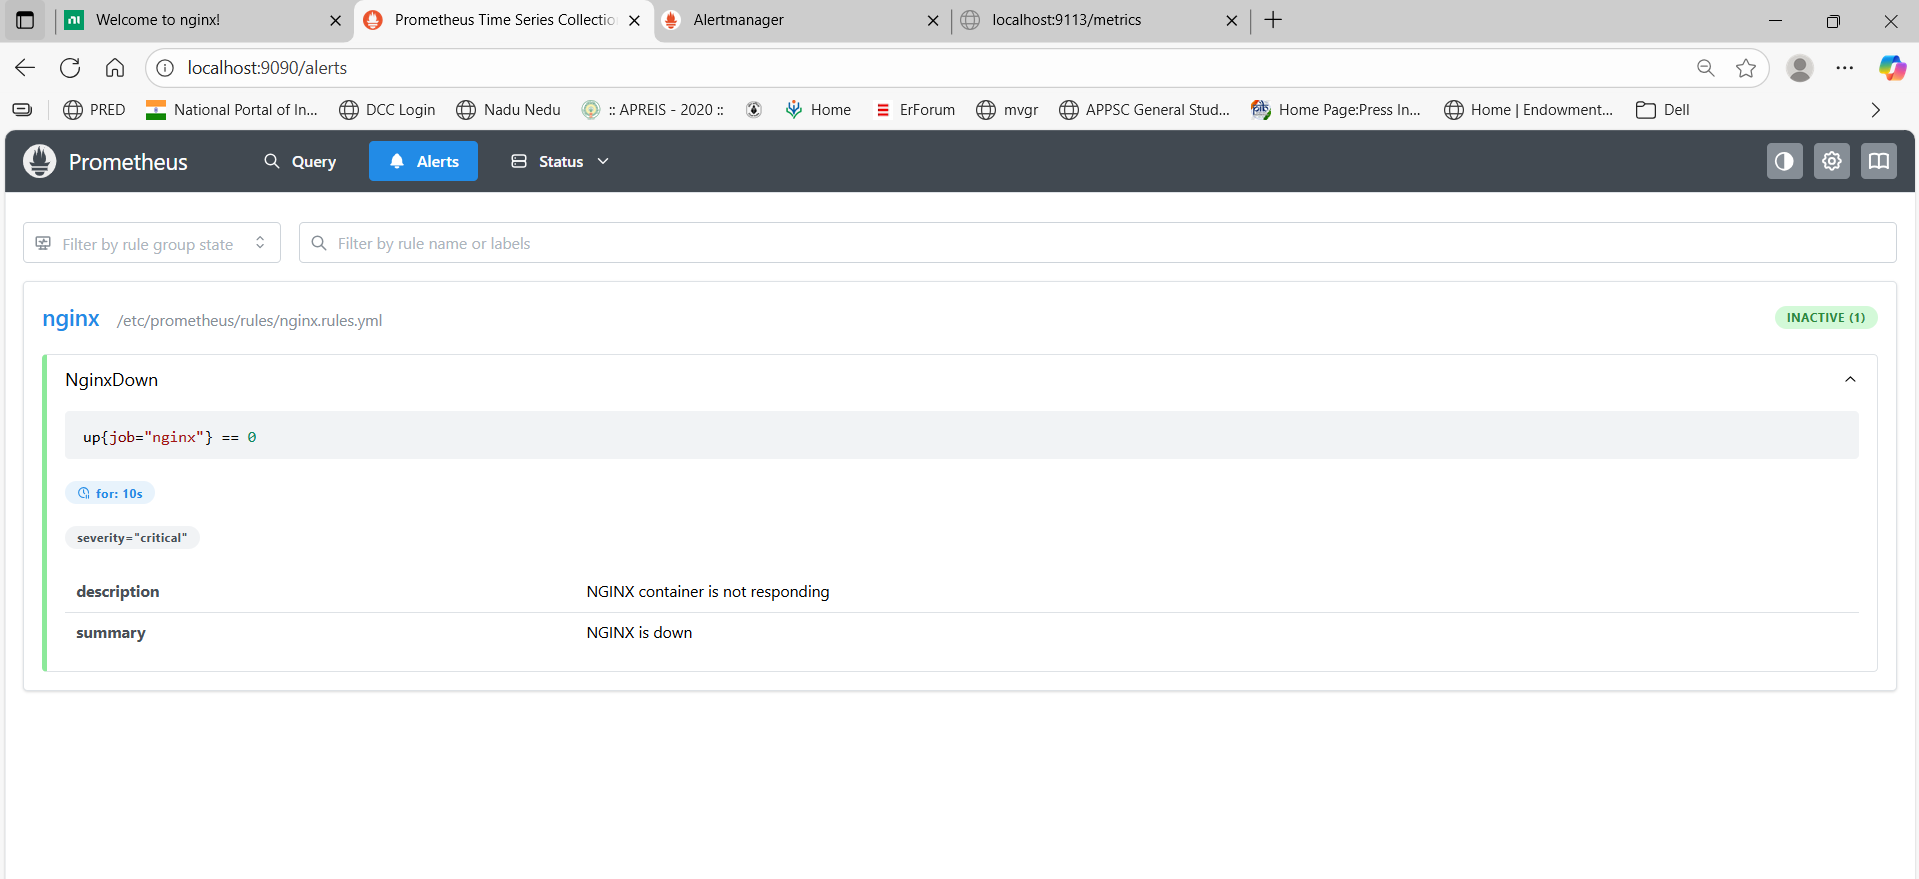 Welcome to nginx!
Prometheus Time Series Collectio
Alertmanager
localhost:9113/metrics
localhost:9090/alerts
PRED
National Portal of In...
DCC Login
Nadu Nedu
:: APREIS - 2020 ::
Home
ErForum
mvgr
APPSC General Stud...
Home Page:Press In...
Home | Endowment...
Dell
Prometheus
Query
Alerts
Status
Filter by rule group state
Filter by rule name or labels
nginx /etc/prometheus/rules/nginx.rules.yml
INACTIVE (1)
NginxDown
up{job="nginx"} == 0
for: 10s
severity="critical"
description NGINX container is not responding
summary NGINX is down